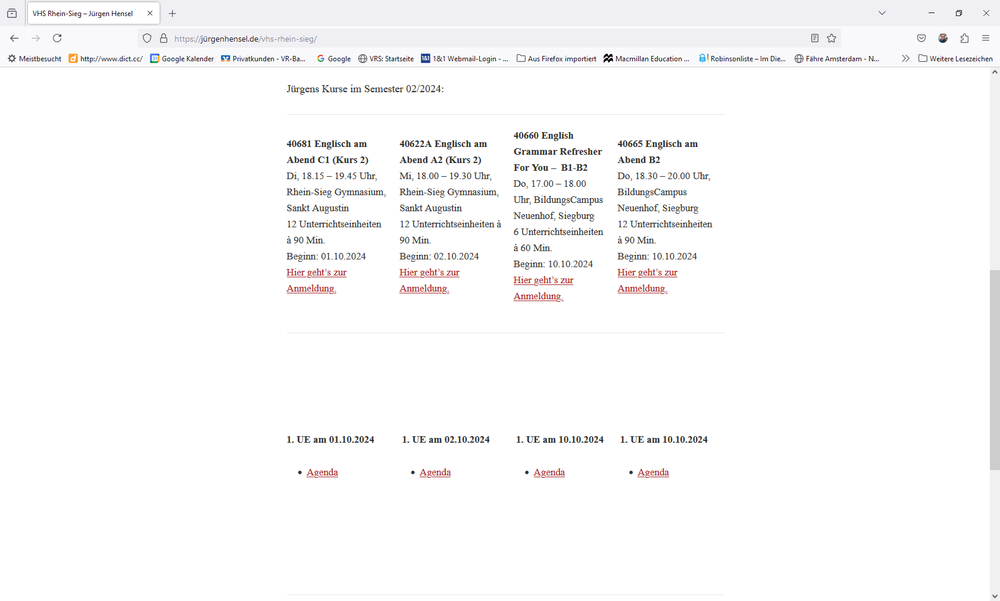 VHS Rhein-Sieg – Jürgen Hensel
https://jürgenhensel.de/vhs-rhein-sieg/
Meistbesucht
http://www.dict.cc/
Google Kalender
Privatkunden - VR-Ba...
Google
VRS: Startseite
1&1 Webmail-Login - ...
Aus Firefox importiert
Macmillan Education ...
Robinsonliste – Im Die...
Fähre Amsterdam - N...
Weitere Lesezeichen
Jürgens Kurse im Semester 02/2024:
40681 Englisch am
Abend C1 (Kurs 2)
Di, 18.15 – 19.45 Uhr,
Rhein-Sieg Gymnasium,
Sankt Augustin
12 Unterrichtseinheiten
à 90 Min.
Beginn: 01.10.2024
Hier geht’s zur
Anmeldung.
40622A Englisch am
Abend A2 (Kurs 2)
Mi, 18.00 – 19.30 Uhr,
Rhein-Sieg Gymnasium,
Sankt Augustin
12 Unterrichtseinheiten à
90 Min.
Beginn: 02.10.2024
Hier geht’s zur
Anmeldung.
40660 English
Grammar Refresher
For You – B1-B2
Do, 17.00 – 18.00
Uhr, BildungsCampus
Neuenhof, Siegburg
6 Unterrichtseinheiten
à 60 Min.
Beginn: 10.10.2024
Hier geht’s zur
Anmeldung.
40665 Englisch am
Abend B2
Do, 18.30 – 20.00 Uhr,
BildungsCampus
Neuenhof, Siegburg
12 Unterrichtseinheiten
à 90 Min.
Beginn: 10.10.2024
Hier geht’s zur
Anmeldung.
1. UE am 01.10.2024
Agenda
1. UE am 02.10.2024
Agenda
1. UE am 10.10.2024
Agenda
1. UE am 10.10.2024
Agenda